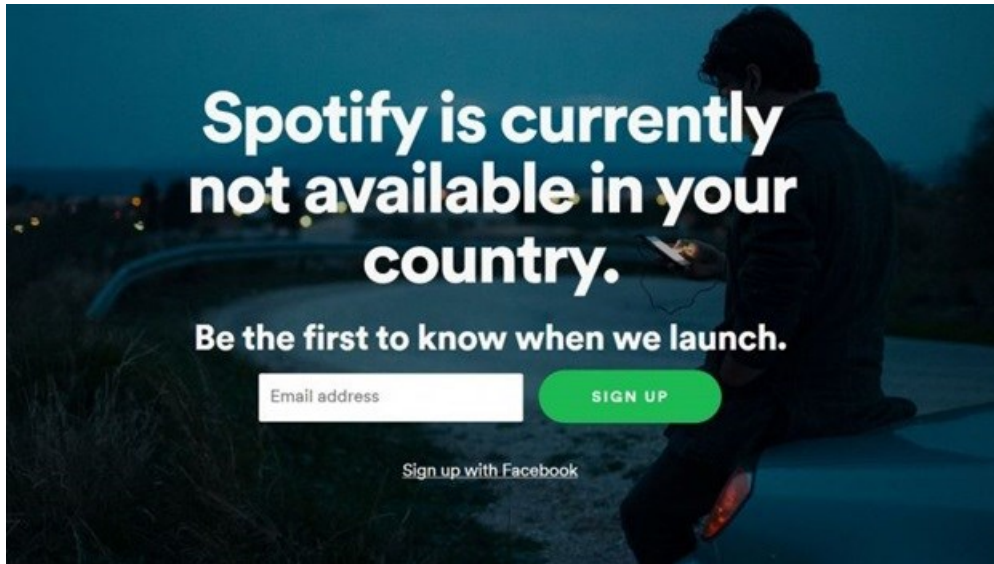 Spotify is currently
not available in your
country.
Be the first to know when we launch.
Email address
SIGN UP
Sign up with Facebook